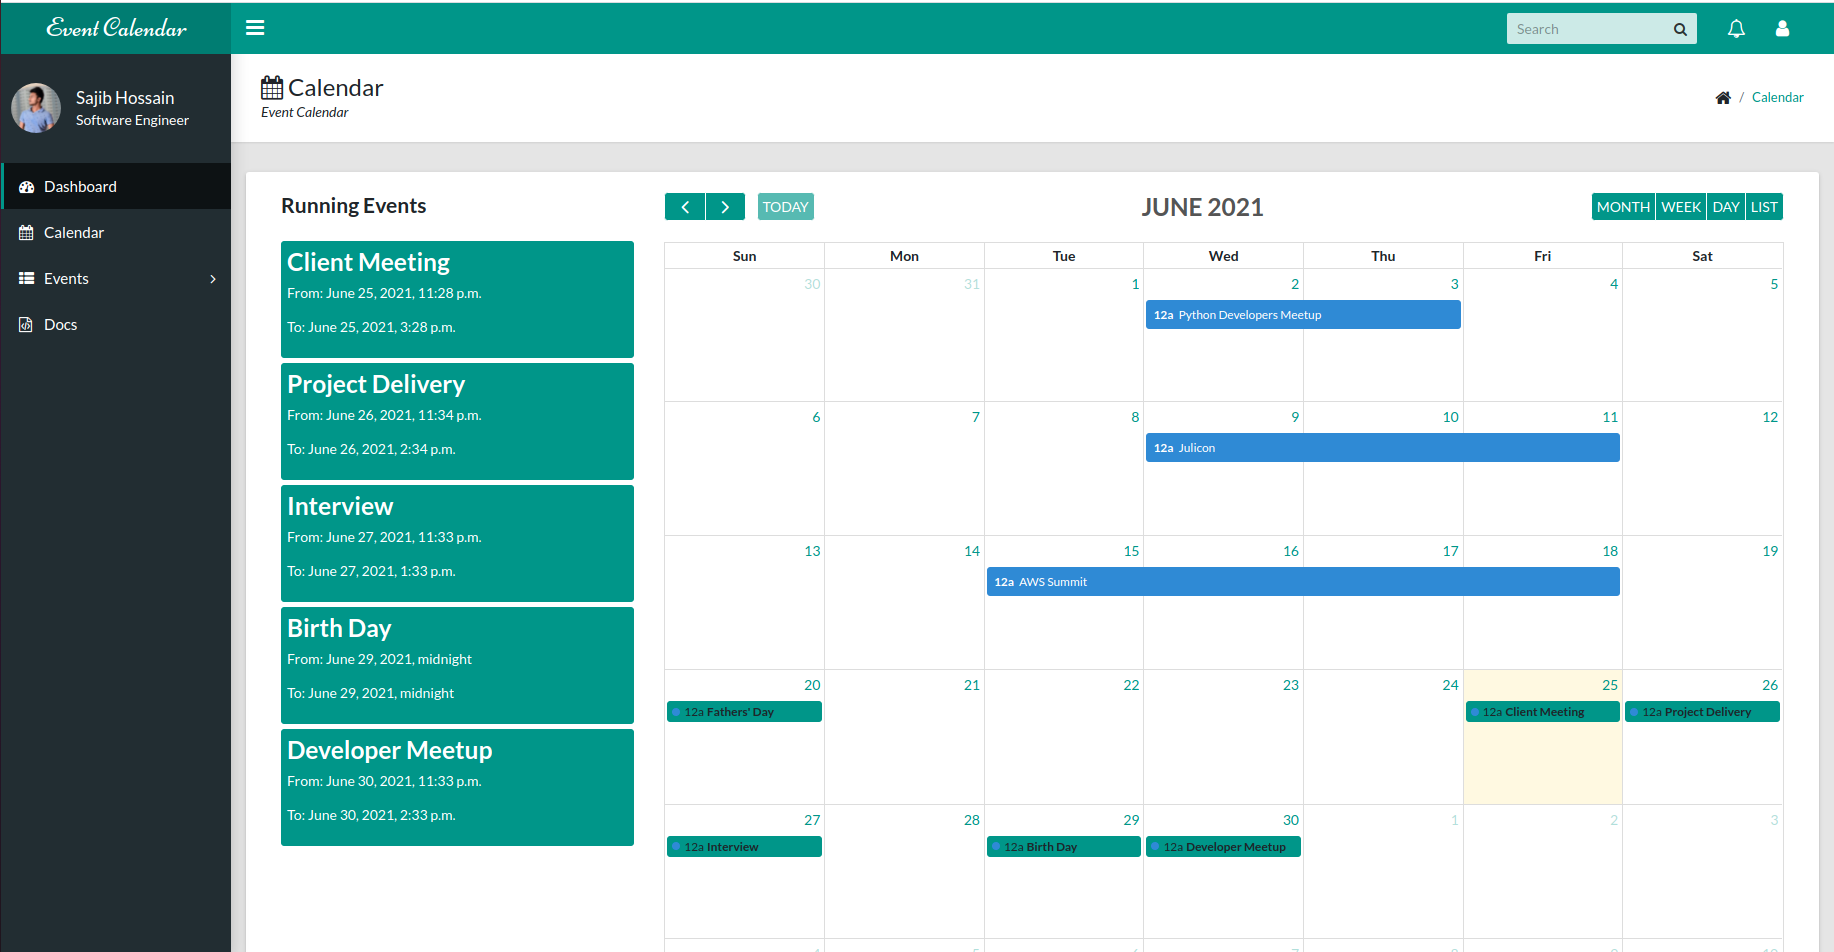 Event Calendar
Search
Sajib Hossain
Software Engineer
Dashboard
Calendar
Events
Docs
Calendar
Event Calendar
/ Calendar
Running Events
Client Meeting
From: June 25, 2021, 11:28 p.m.
To: June 25, 2021, 3:28 p.m.
Project Delivery
From: June 26, 2021, 11:34 p.m.
To: June 26, 2021, 2:34 p.m.
Interview
From: June 27, 2021, 11:33 p.m.
To: June 27, 2021, 1:33 p.m.
Birth Day
From: June 29, 2021, midnight
To: June 29, 2021, midnight
Developer Meetup
From: June 30, 2021, 11:33 p.m.
To: June 30, 2021, 2:33 p.m.
TODAY
JUNE 2021
MONTH WEEK DAY LIST
Sun Mon Tue Wed Thu Fri Sat
30 31 1 2 3 4 5
12a Python Developers Meetup
6 7 8 9 10 11 12
12a Julicon
13 14 15 16 17 18 19
12a AWS Summit
20 21 22 23 24 25 26
12a Fathers' Day 12a Client Meeting 12a Project Delivery
27 28 29 30 1 2 3
12a Interview 12a Birth Day 12a Developer Meetup